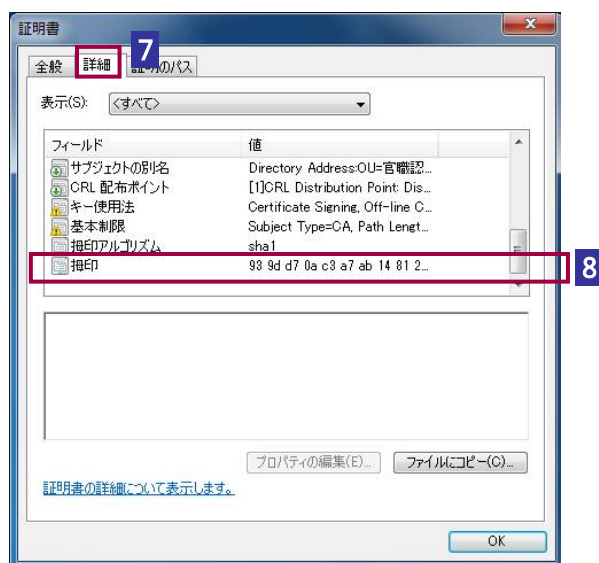 証明書
7
全般 詳細 証明のパス
表示(S): <すべて>
フィールド 値
サブジェクトの別名 Directory Address:OU=官職認...
CRL 配布ポイント [1]CRL Distribution Point: Dis...
キー使用法 Certificate Signing, Off-line C...
基本制限 Subject Type=CA, Path Lengt...
拇印アルゴリズム sha1
拇印 93 9d d7 0a c3 a7 ab 14 81 2...
8
プロパティの編集(E)... ファイルにコピー(C)...
証明書の詳細について表示します。
OK